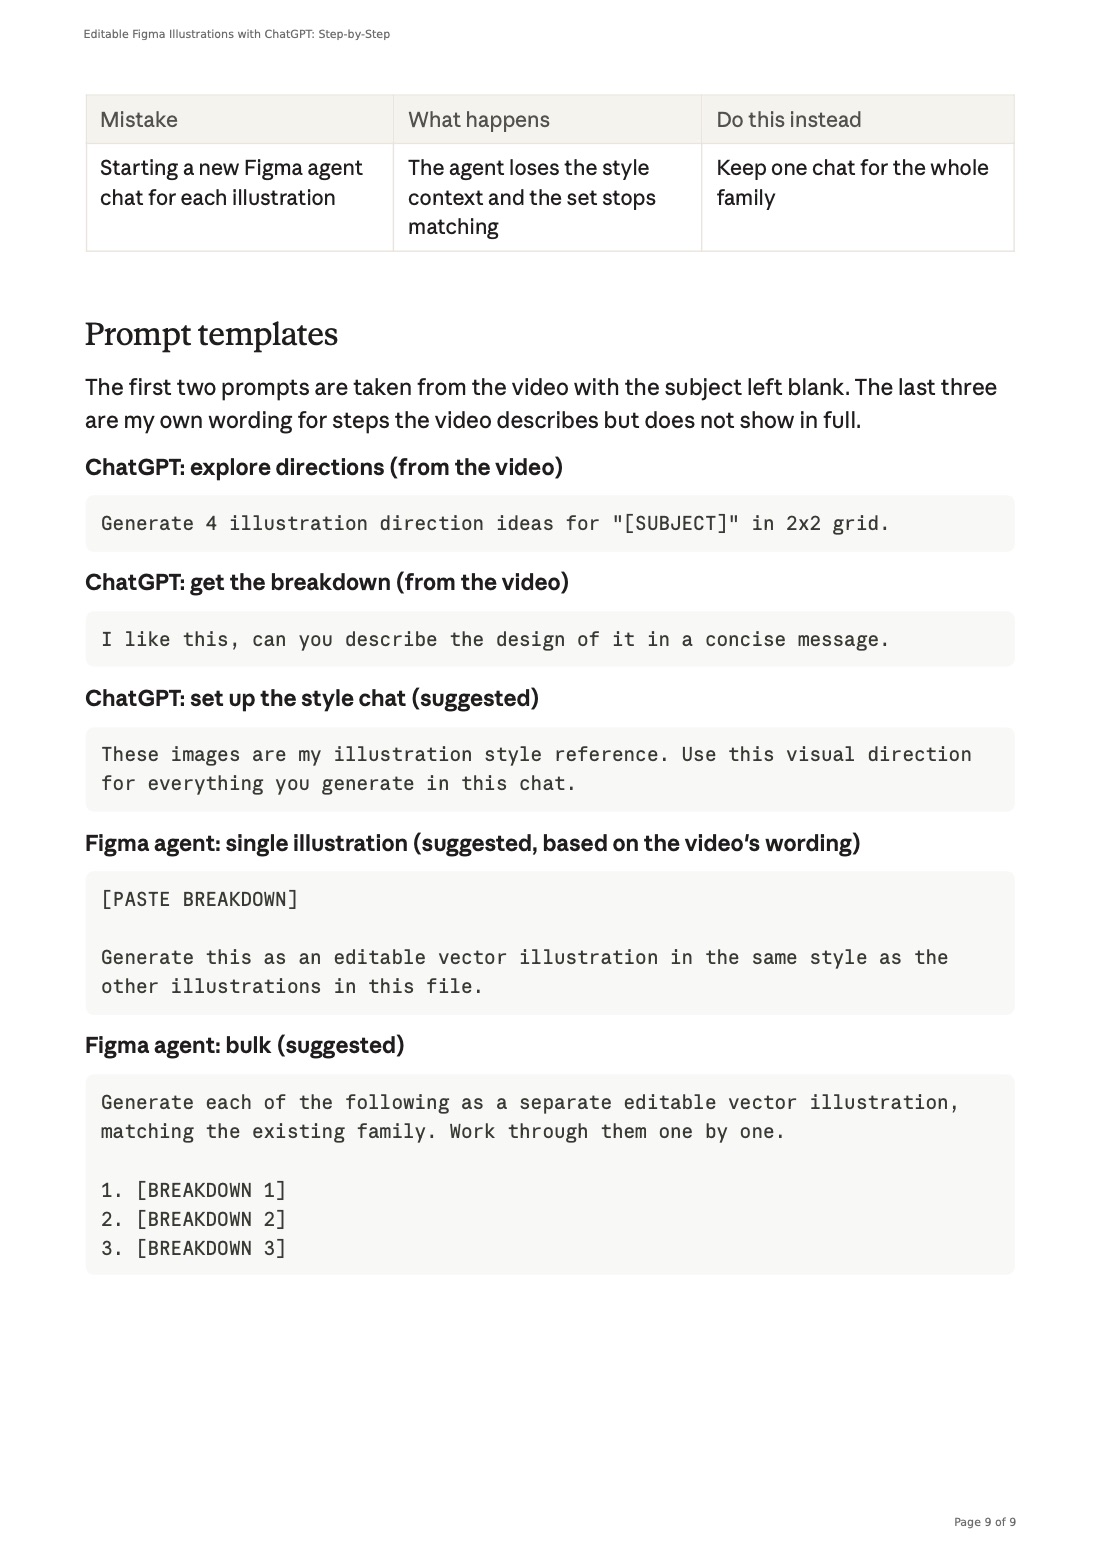 Editable Figma Illustrations with ChatGPT: Step-by-Step
Mistake
What happens
Do this instead
Starting a new Figma agent
chat for each illustration
The agent loses the style
context and the set stops
matching
Keep one chat for the whole
family
Prompt templates
The first two prompts are taken from the video with the subject left blank. The last three
are my own wording for steps the video describes but does not show in full.
ChatGPT: explore directions (from the video)
Generate 4 illustration direction ideas for "[SUBJECT]" in 2x2 grid.
ChatGPT: get the breakdown (from the video)
I like this, can you describe the design of it in a concise message.
ChatGPT: set up the style chat (suggested)
These images are my illustration style reference. Use this visual direction
for everything you generate in this chat.
Figma agent: single illustration (suggested, based on the video's wording)
[PASTE BREAKDOWN]
Generate this as an editable vector illustration in the same style as the
other illustrations in this file.
Figma agent: bulk (suggested)
Generate each of the following as a separate editable vector illustration,
matching the existing family. Work through them one by one.
1. [BREAKDOWN 1]
2. [BREAKDOWN 2]
3. [BREAKDOWN 3]
Page 9 of 9